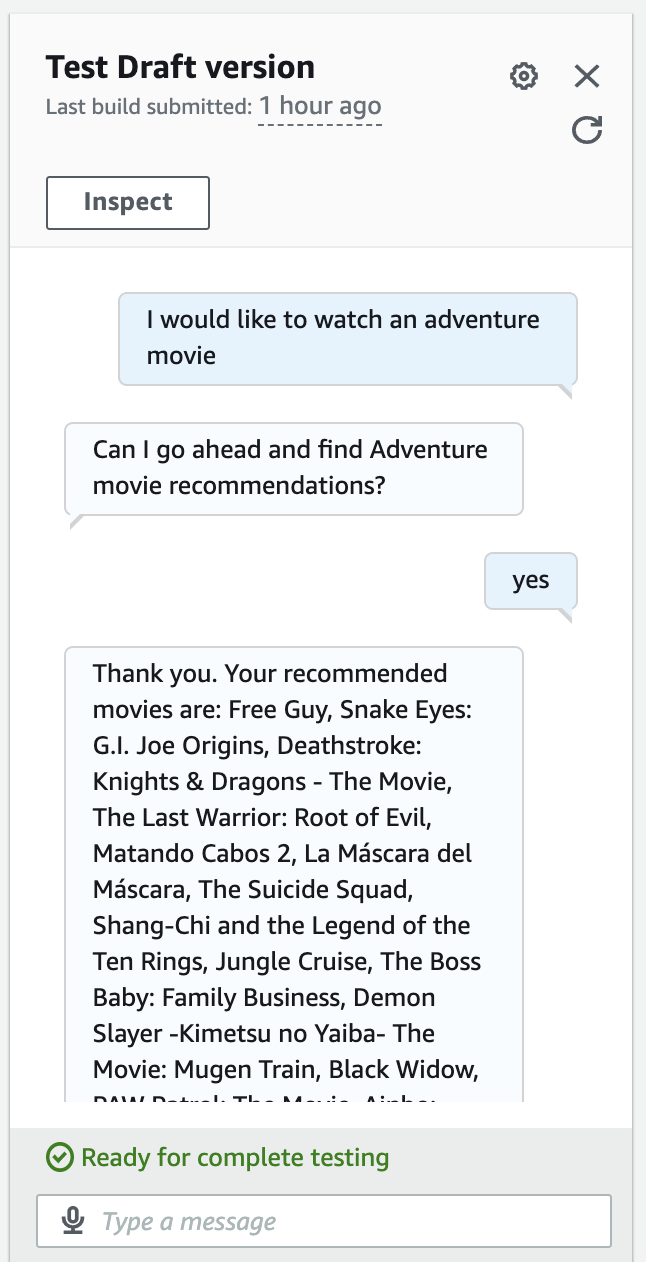 Test Draft version
Last build submitted: 1 hour ago
Inspect
I would like to watch an adventure
movie
Can I go ahead and find Adventure
movie recommendations?
yes
Thank you. Your recommended
movies are: Free Guy, Snake Eyes:
G.I. Joe Origins, Deathstroke:
Knights & Dragons - The Movie,
The Last Warrior: Root of Evil,
Matando Cabos 2, La Máscara del
Máscara, The Suicide Squad,
Shang-Chi and the Legend of the
Ten Rings, Jungle Cruise, The Boss
Baby: Family Business, Demon
Slayer -Kimetsu no Yaiba- The
Movie: Mugen Train, Black Widow,
PAW Patrol: The Movie,
Ready for complete testing
Type a message